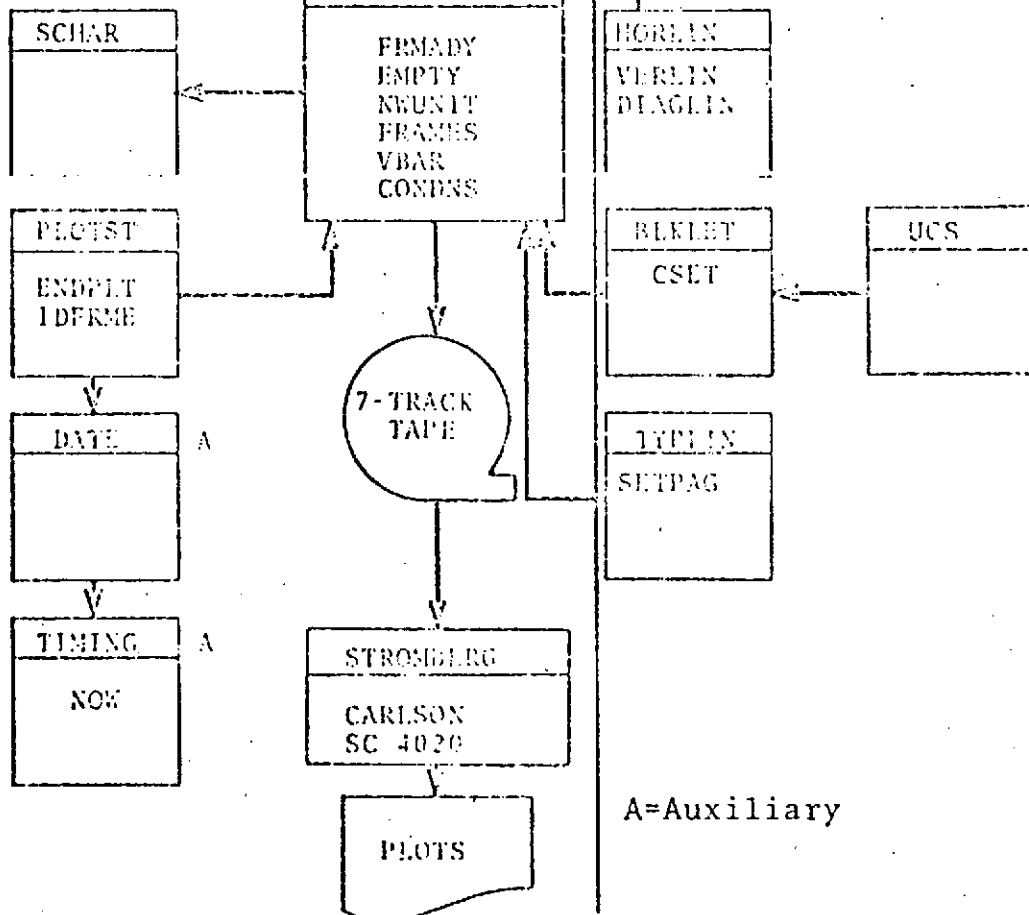 SCHAR
FRMADV
EMPTY
NWUNIT
FRAMES
VBAR
CONDNS
HORLIN
VERLIN
DIAGLIN
PLOTST
ENDPLT
IDFRME
BLKLET
CSET
UCS
7-TRACK
TAPE
DATE
A
TYPLIN
SETPAG
TIMING
A
NOW
STROMBERG
CARLSON
SC 4020
PLOTS
A=Auxiliary